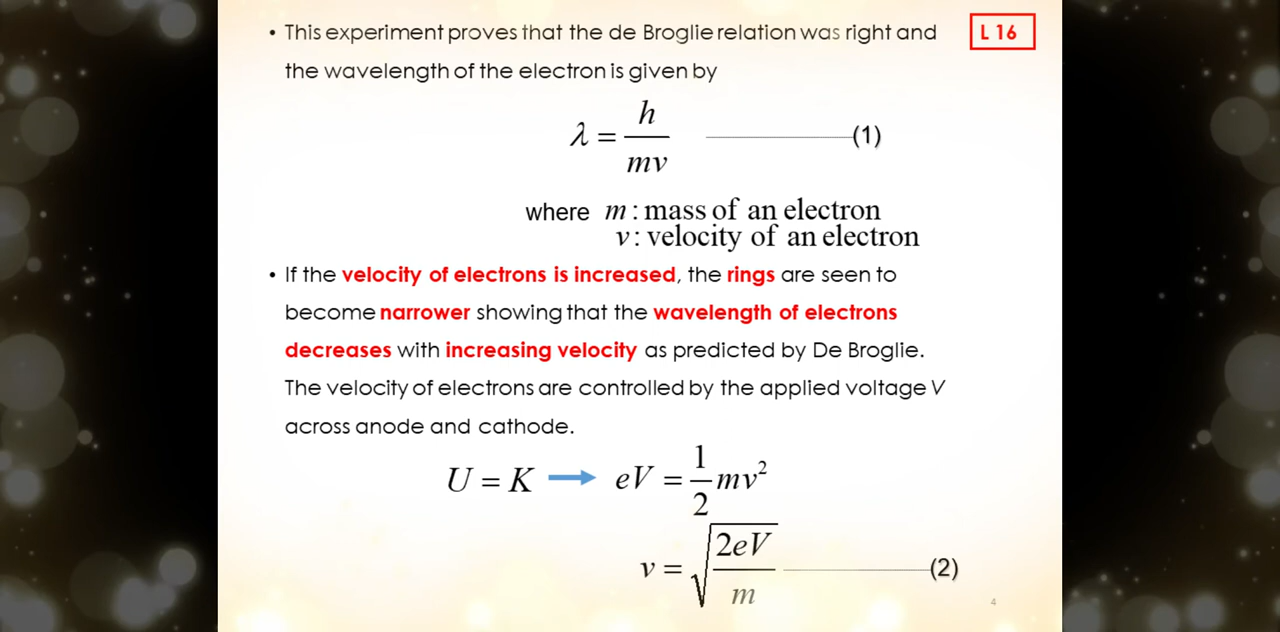 • This experiment proves that the de Broglie relation was right and
L 16
the wavelength of the electron is given by
λ = h / mv (1)
where m : mass of an electron
v : velocity of an electron
• If the velocity of electrons is increased, the rings are seen to
become narrower showing that the wavelength of electrons
decreases with increasing velocity as predicted by De Broglie.
The velocity of electrons are controlled by the applied voltage V
across anode and cathode.
U = K → eV = 1/2 mv²
v = √(2eV / m) (2)
4